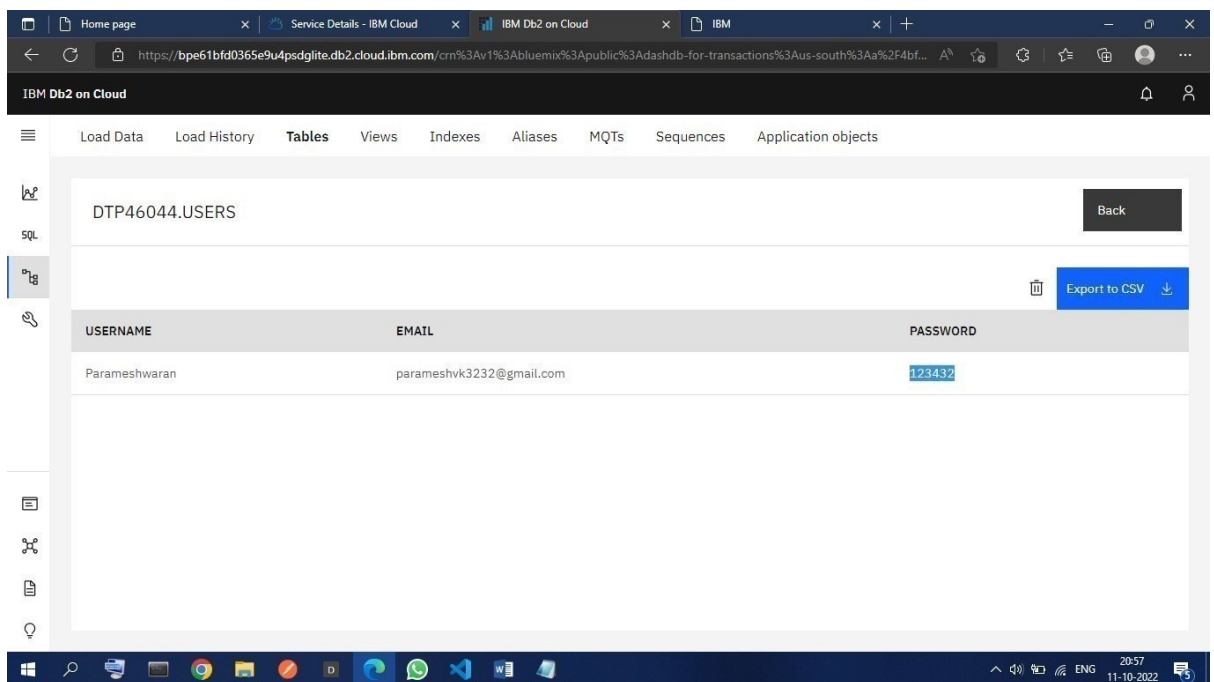 Home page
Service Details - IBM Cloud
IBM Db2 on Cloud
IBM
https://bpe61bfd0365e9u4psdglite.db2.cloud.ibm.com/crn%3Av1%3Abluemix%3Apublic%3Adashdb-for-transactions%3Aus-south%3Aa%2F4bf...
IBM Db2 on Cloud
Load Data Load History Tables Views Indexes Aliases MQTs Sequences Application objects
DTP46044.USERS
Back
SQL
Export to CSV
USERNAME EMAIL PASSWORD
Parameshwaran parameshvk3232@gmail.com 123432
ENG
20:57
11-10-2022